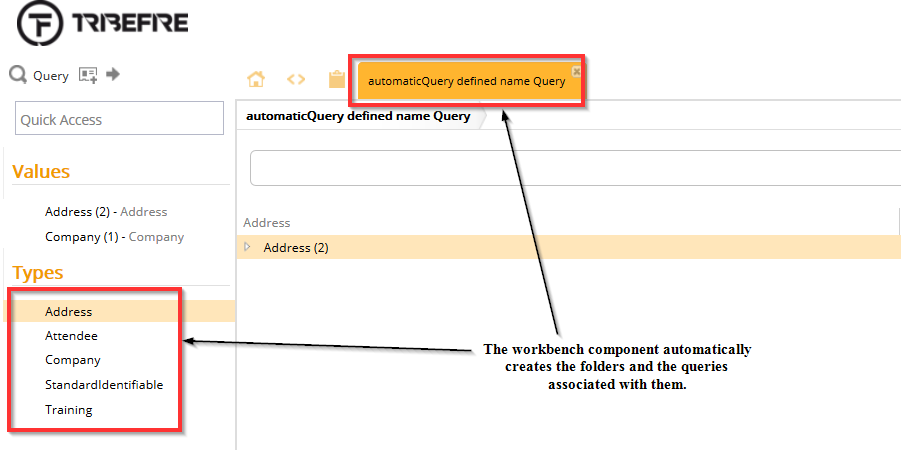 TRIBEFIRE
Query
automaticQuery defined name Query
Quick Access
automaticQuery defined name Query
Values
Address (2) - Address
Company (1) - Company
Address
Address (2)
Types
Address
Attendee
Company
StandardIdentifiable
Training
The workbench component automatically
creates the folders and the queries
associated with them.